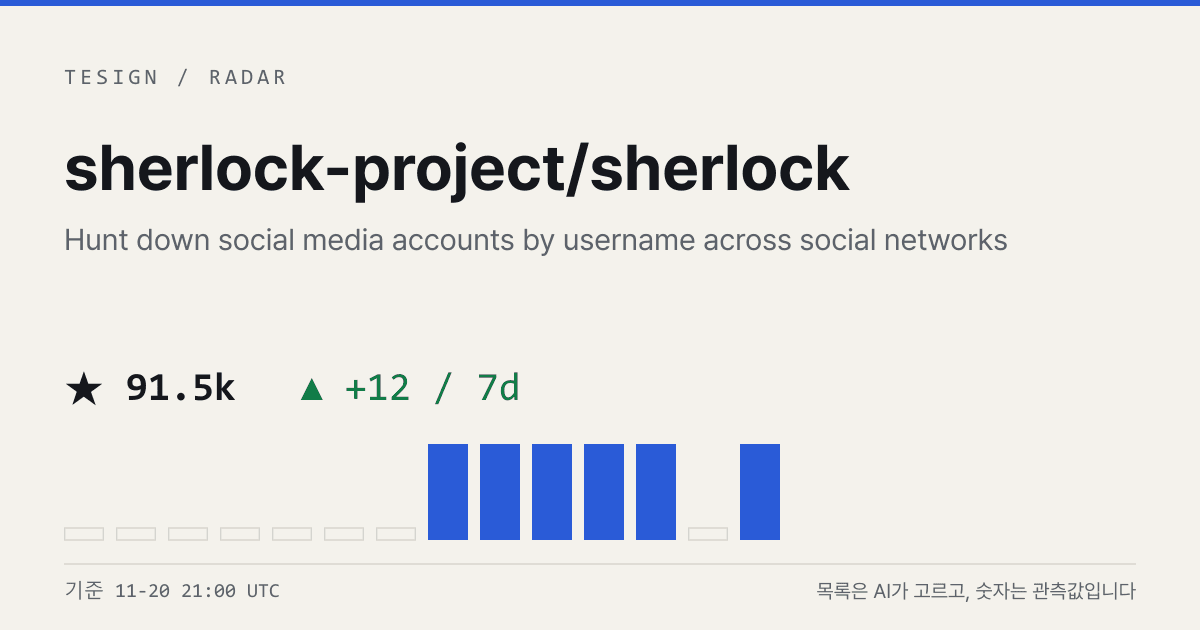 TESIGN / RADAR
sherlock-project/sherlock
Hunt down social media accounts by username across social networks
★ 91.5k ▲ +12 / 7d
기준 11-20 21:00 UTC
목록은 AI가 고르고, 숫자는 관측값입니다